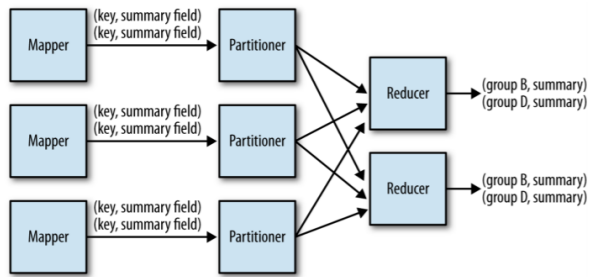 (key, summary field)
(key, summary field)
Mapper
Partitioner
Reducer
(group B, summary)
(group D, summary)
(key, summary field)
(key, summary field)
Mapper
Partitioner
Reducer
(group B, summary)
(group D, summary)
(key, summary field)
(key, summary field)
Mapper
Partitioner